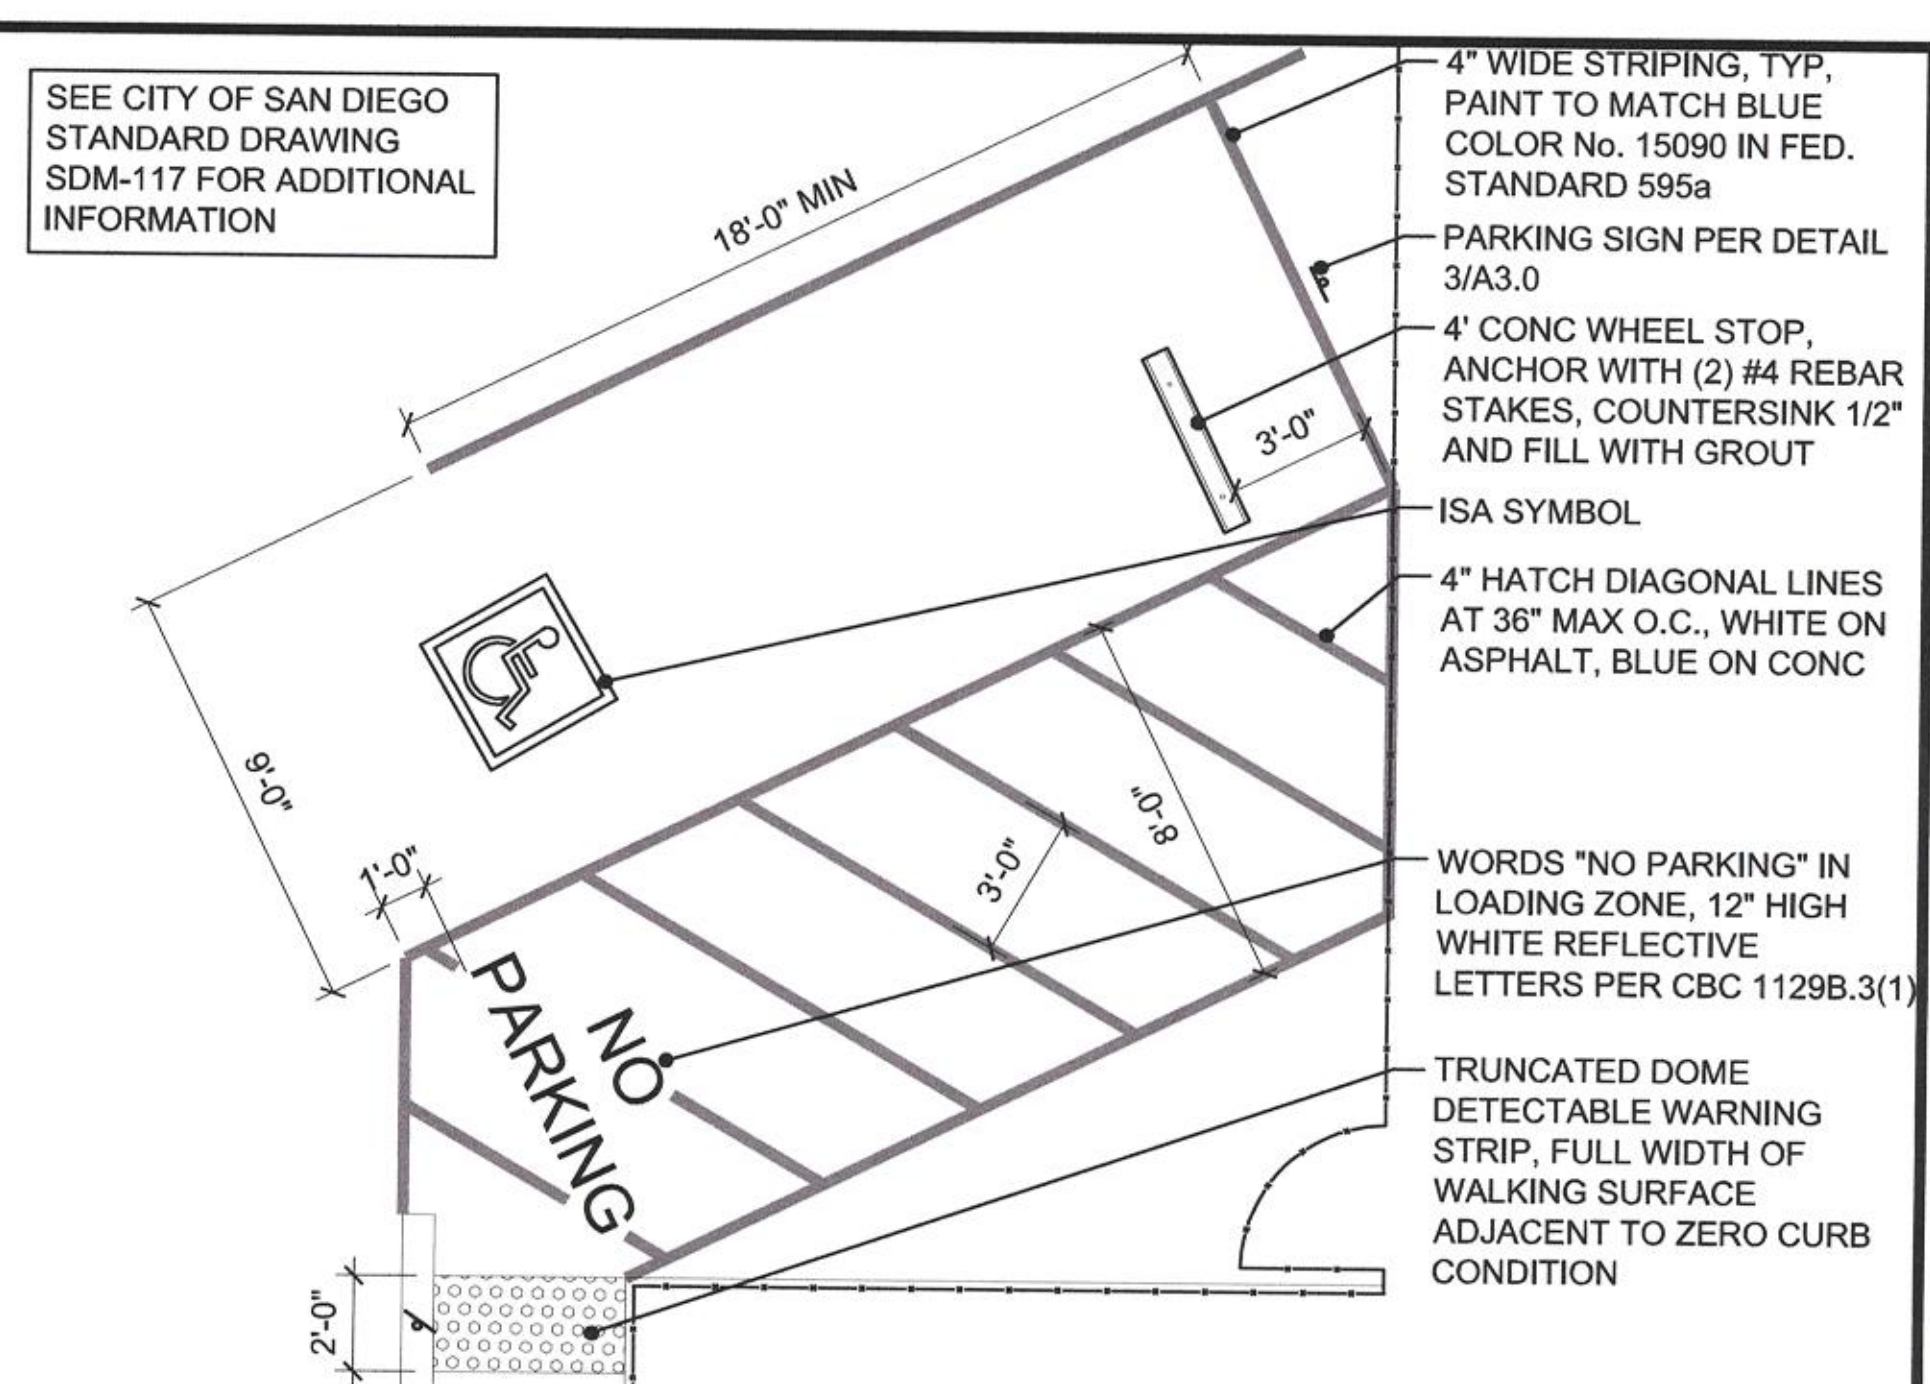 SEE CITY OF SAN DIEGO
STANDARD DRAWING
SDM-117 FOR ADDITIONAL
INFORMATION
18'-0" MIN
4" WIDE STRIPING, TYP,
PAINT TO MATCH BLUE
COLOR No. 15090 IN FED.
STANDARD 595a
PARKING SIGN PER DETAIL
3/A3.0
4' CONC WHEEL STOP,
ANCHOR WITH (2) #4 REBAR
STAKES, COUNTERSINK 1/2"
AND FILL WITH GROUT
3'-0"
ISA SYMBOL
4" HATCH DIAGONAL LINES
AT 36" MAX O.C., WHITE ON
ASPHALT, BLUE ON CONC
9'-0"
8'-0"
3'-0"
1'-0"
WORDS "NO PARKING" IN
LOADING ZONE, 12" HIGH
WHITE REFLECTIVE
LETTERS PER CBC 1129B.3(1)
NO
PARKING
TRUNCATED DOME
DETECTABLE WARNING
STRIP, FULL WIDTH OF
WALKING SURFACE
ADJACENT TO ZERO CURB
CONDITION
2'-0"